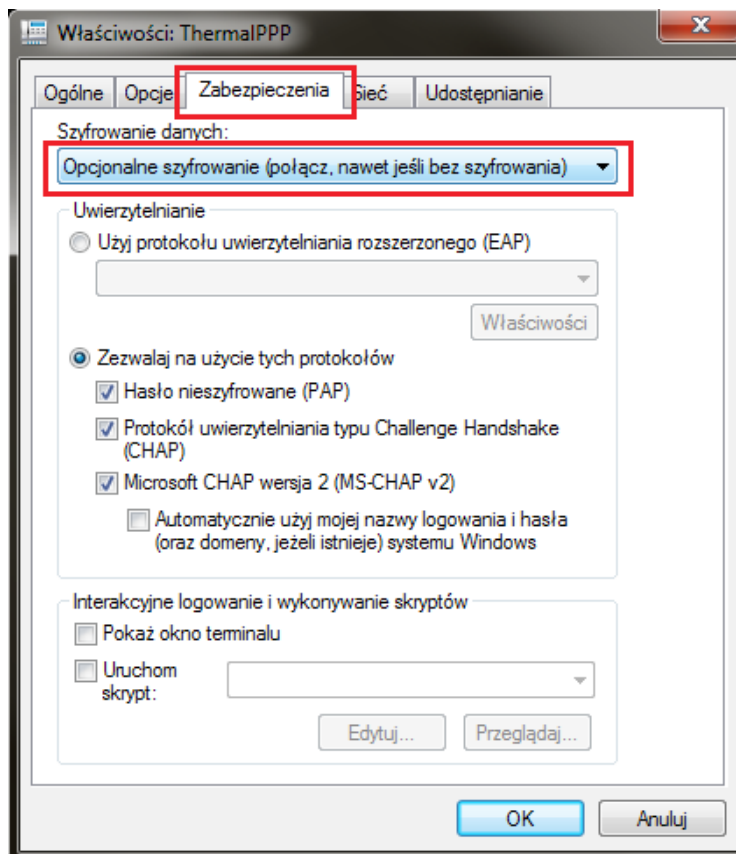 Właściwości: ThermalPPP
Ogólne Opcje Zabezpieczenia Sieć Udostępnianie
Szyfrowanie danych:
Opcjonalne szyfrowanie (połącz, nawet jeśli bez szyfrowania)
Uwierzytelnianie
Użyj protokołu uwierzytelniania rozszerzonego (EAP)
Właściwości
Zezwalaj na użycie tych protokołów
Hasło nieszyfrowane (PAP)
Protokół uwierzytelniania typu Challenge Handshake
(CHAP)
Microsoft CHAP wersja 2 (MS-CHAP v2)
Automatycznie użyj mojej nazwy logowania i hasła
(oraz domeny, jeżeli istnieje) systemu Windows
Interakcyjne logowanie i wykonywanie skryptów
Pokaż okno terminalu
Uruchom
skrypt:
Edytuj... Przeglądaj...
OK Anuluj